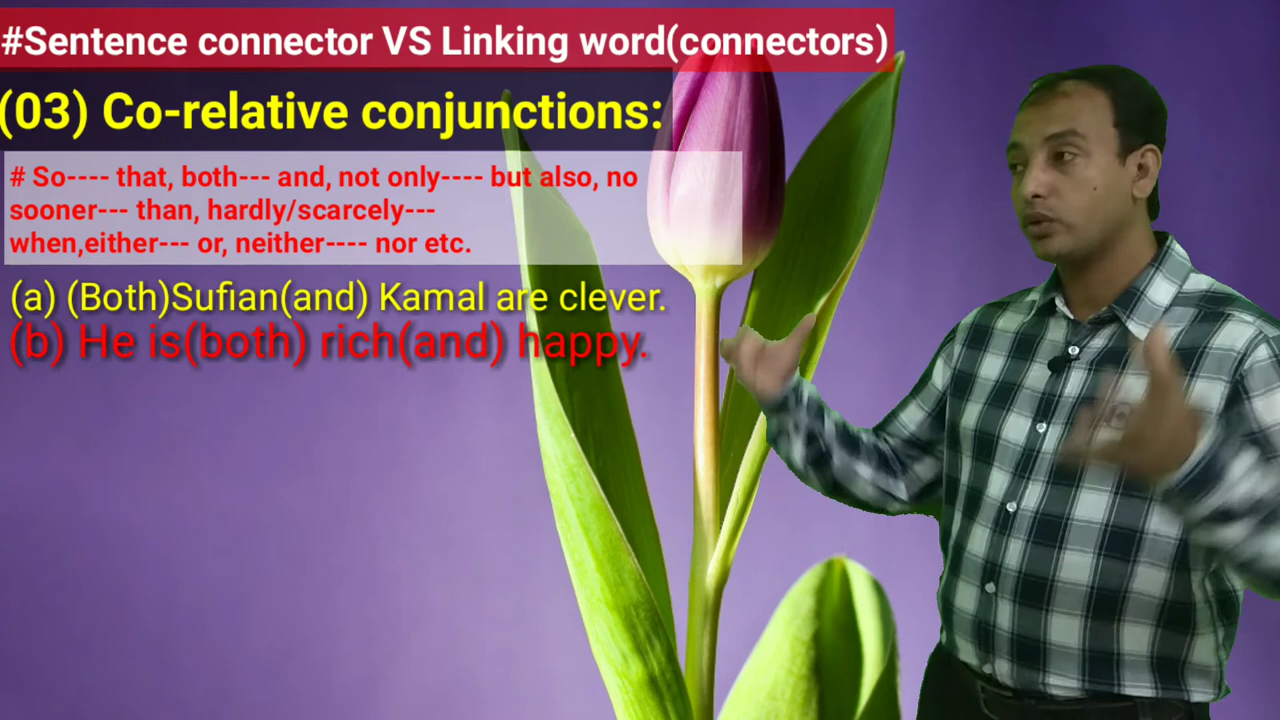 #Sentence connector VS Linking word(connectors)
(03) Co-relative conjunctions:
# So---- that, both--- and, not only---- but also, no
sooner--- than, hardly/scarcely---
when,either--- or, neither---- nor etc.
(a) (Both)Sufian(and) Kamal are clever.
(b) He is(both) rich(and) happy.